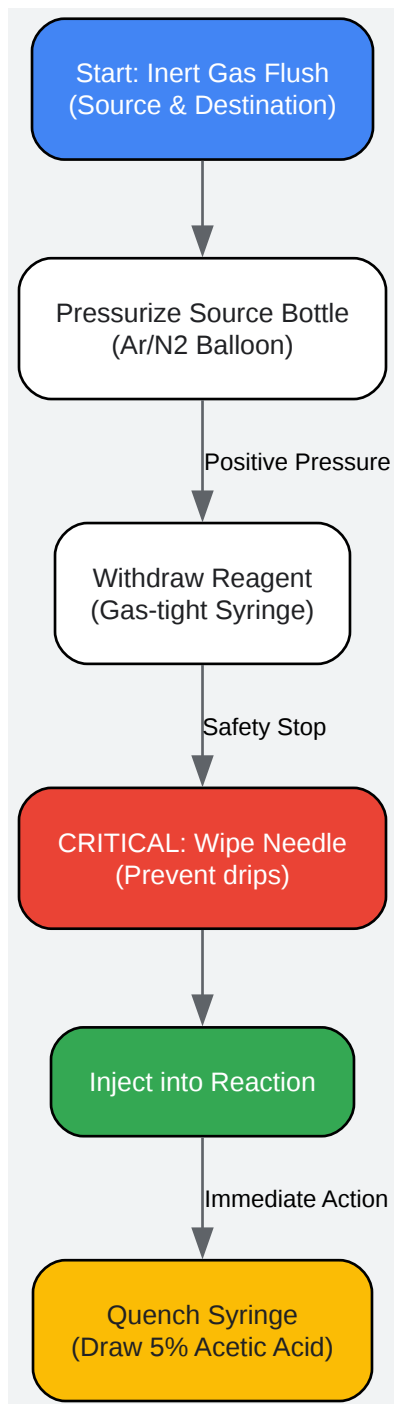 Start: Inert Gas Flush
(Source & Destination)
Pressurize Source Bottle
(Ar/N2 Balloon)
Positive Pressure
Withdraw Reagent
(Gas-tight Syringe)
Safety Stop
CRITICAL: Wipe Needle
(Prevent drips)
Inject into Reaction
Immediate Action
Quench Syringe
(Draw 5% Acetic Acid)